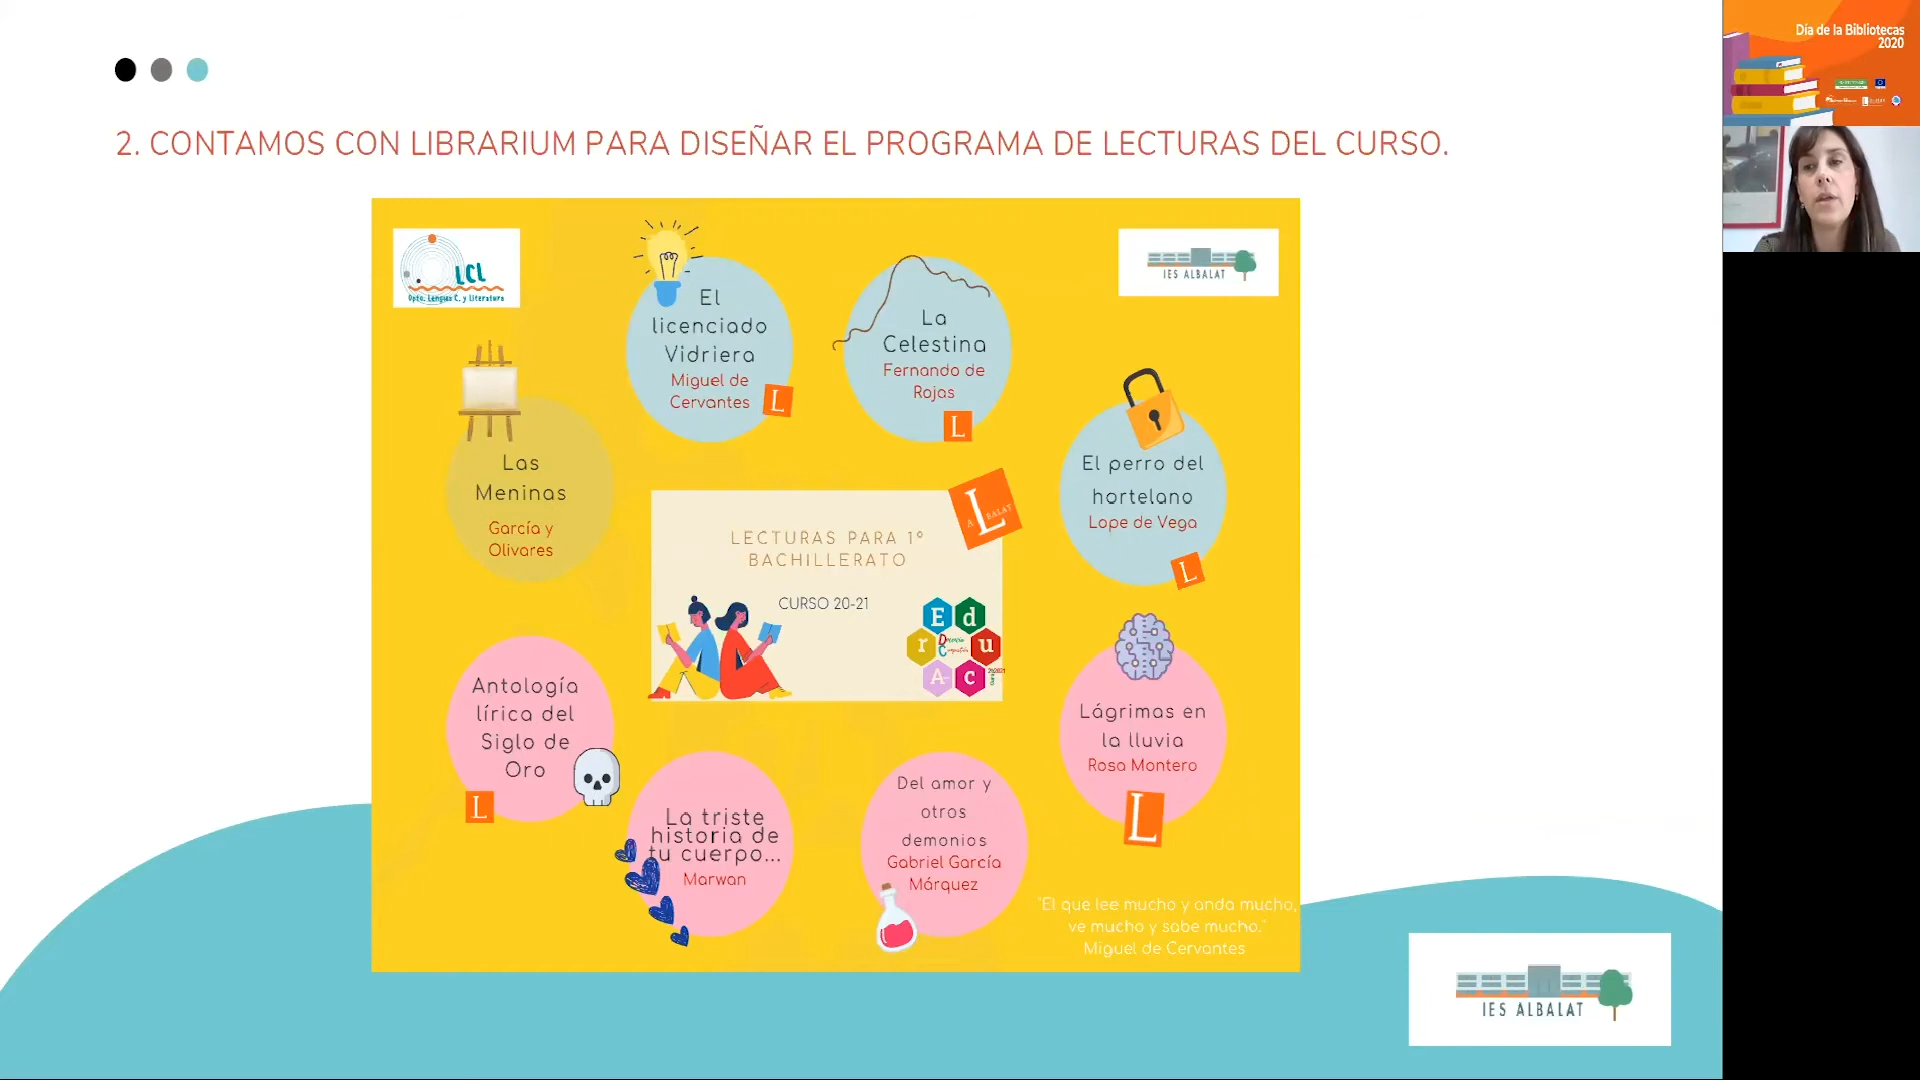 Día de la Bibliotecas
2020
2. CONTAMOS CON LIBRARIUM PARA DISEÑAR EL PROGRAMA DE LECTURAS DEL CURSO.
LCL
Dpto. Lengua C. y Literatura
IES ALBALAT
El
licenciado
Vidriera
Miguel de
Cervantes
L
La
Celestina
Fernando de
Rojas
L
Las
Meninas
García y
Olivares
El perro del
hortelano
Lope de Vega
L
LECTURAS PARA 1º
BACHILLERATO
CURSO 20-21
L
ALBALAT
E d
r u
A c
Antología
lírica del
Siglo de
Oro
L
La triste
historia de
tu cuerpo...
Marwan
Del amor y
otros
demonios
Gabriel García
Márquez
Lágrimas en
la lluvia
Rosa Montero
L
"El que lee mucho y anda mucho,
ve mucho y sabe mucho."
Miguel de Cervantes
IES ALBALAT